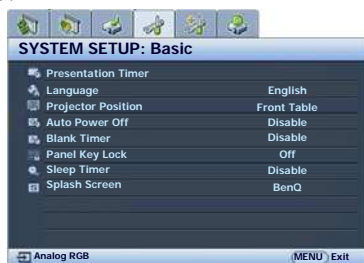 SYSTEM SETUP: Basic
Presentation Timer
Language English
Projector Position Front Table
Auto Power Off Disable
Blank Timer Disable
Panel Key Lock Off
Sleep Timer Disable
Splash Screen BenQ
Analog RGB MENU Exit